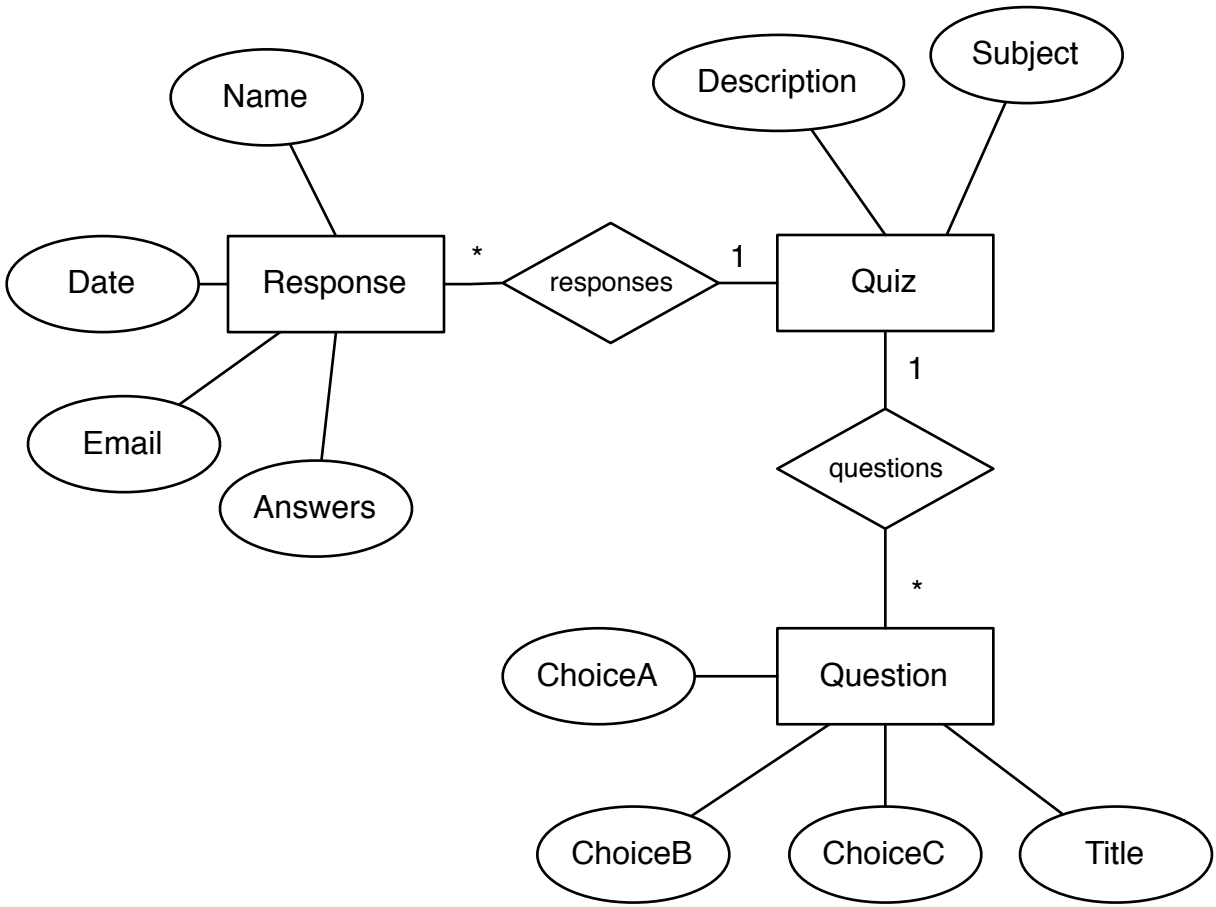 Subject
Description
Name
*
1
Date
Response
responses
Quiz
1
Email
questions
Answers
*
ChoiceA
Question
ChoiceB
ChoiceC
Title